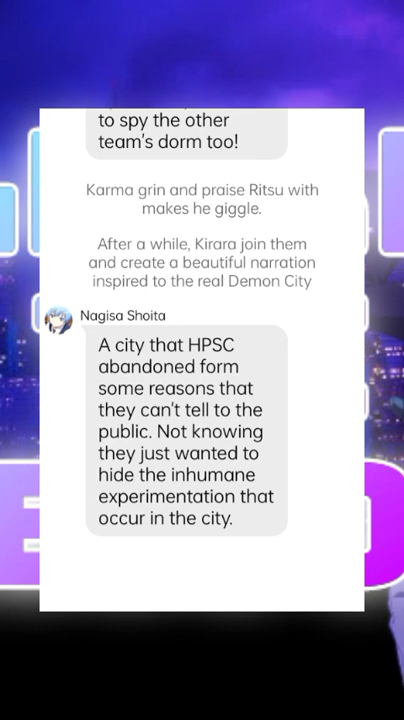 to spy the other
team's dorm too!
Karma grin and praise Ritsu with
makes he giggle.
After a while, Kirara join them
and create a beautiful narration
inspired to the real Demon City
Nagisa Shoita
A city that HPSC
abandoned form
some reasons that
they can't tell to the
public. Not knowing
they just wanted to
hide the inhumane
experimentation that
occur in the city.